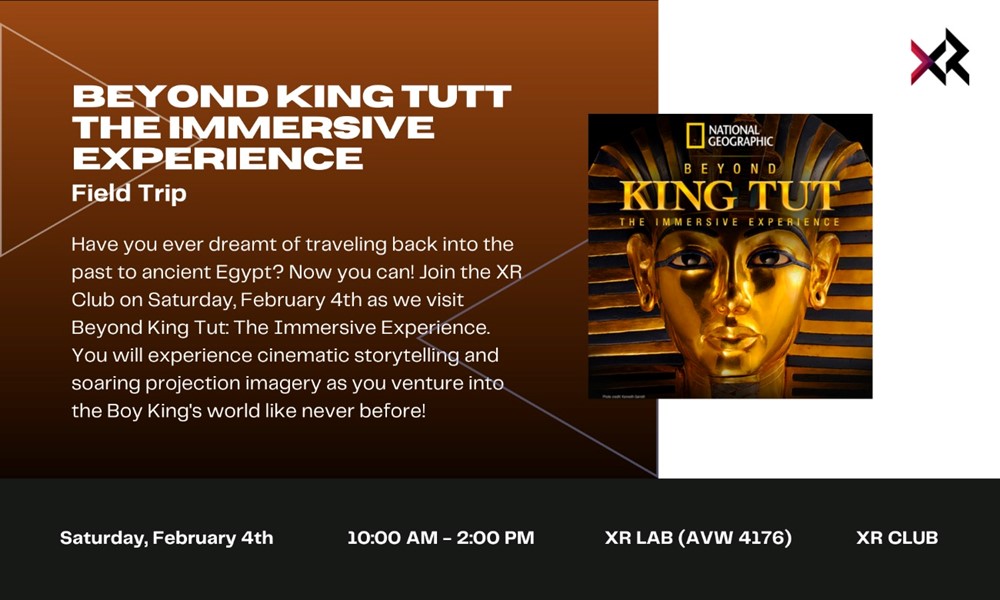 BEYOND KING TUTT
THE IMMERSIVE
EXPERIENCE
Field Trip
Have you ever dreamt of traveling back into the
past to ancient Egypt? Now you can! Join the XR
Club on Saturday, February 4th as we visit
Beyond King Tut: The Immersive Experience.
You will experience cinematic storytelling and
soaring projection imagery as you venture into
the Boy King's world like never before!
XR
NATIONAL
GEOGRAPHIC
BEYOND
KING TUT
THE IMMERSIVE EXPERIENCE
Saturday, February 4th
10:00 AM - 2:00 PM
XR LAB (AVW 4176)
XR CLUB